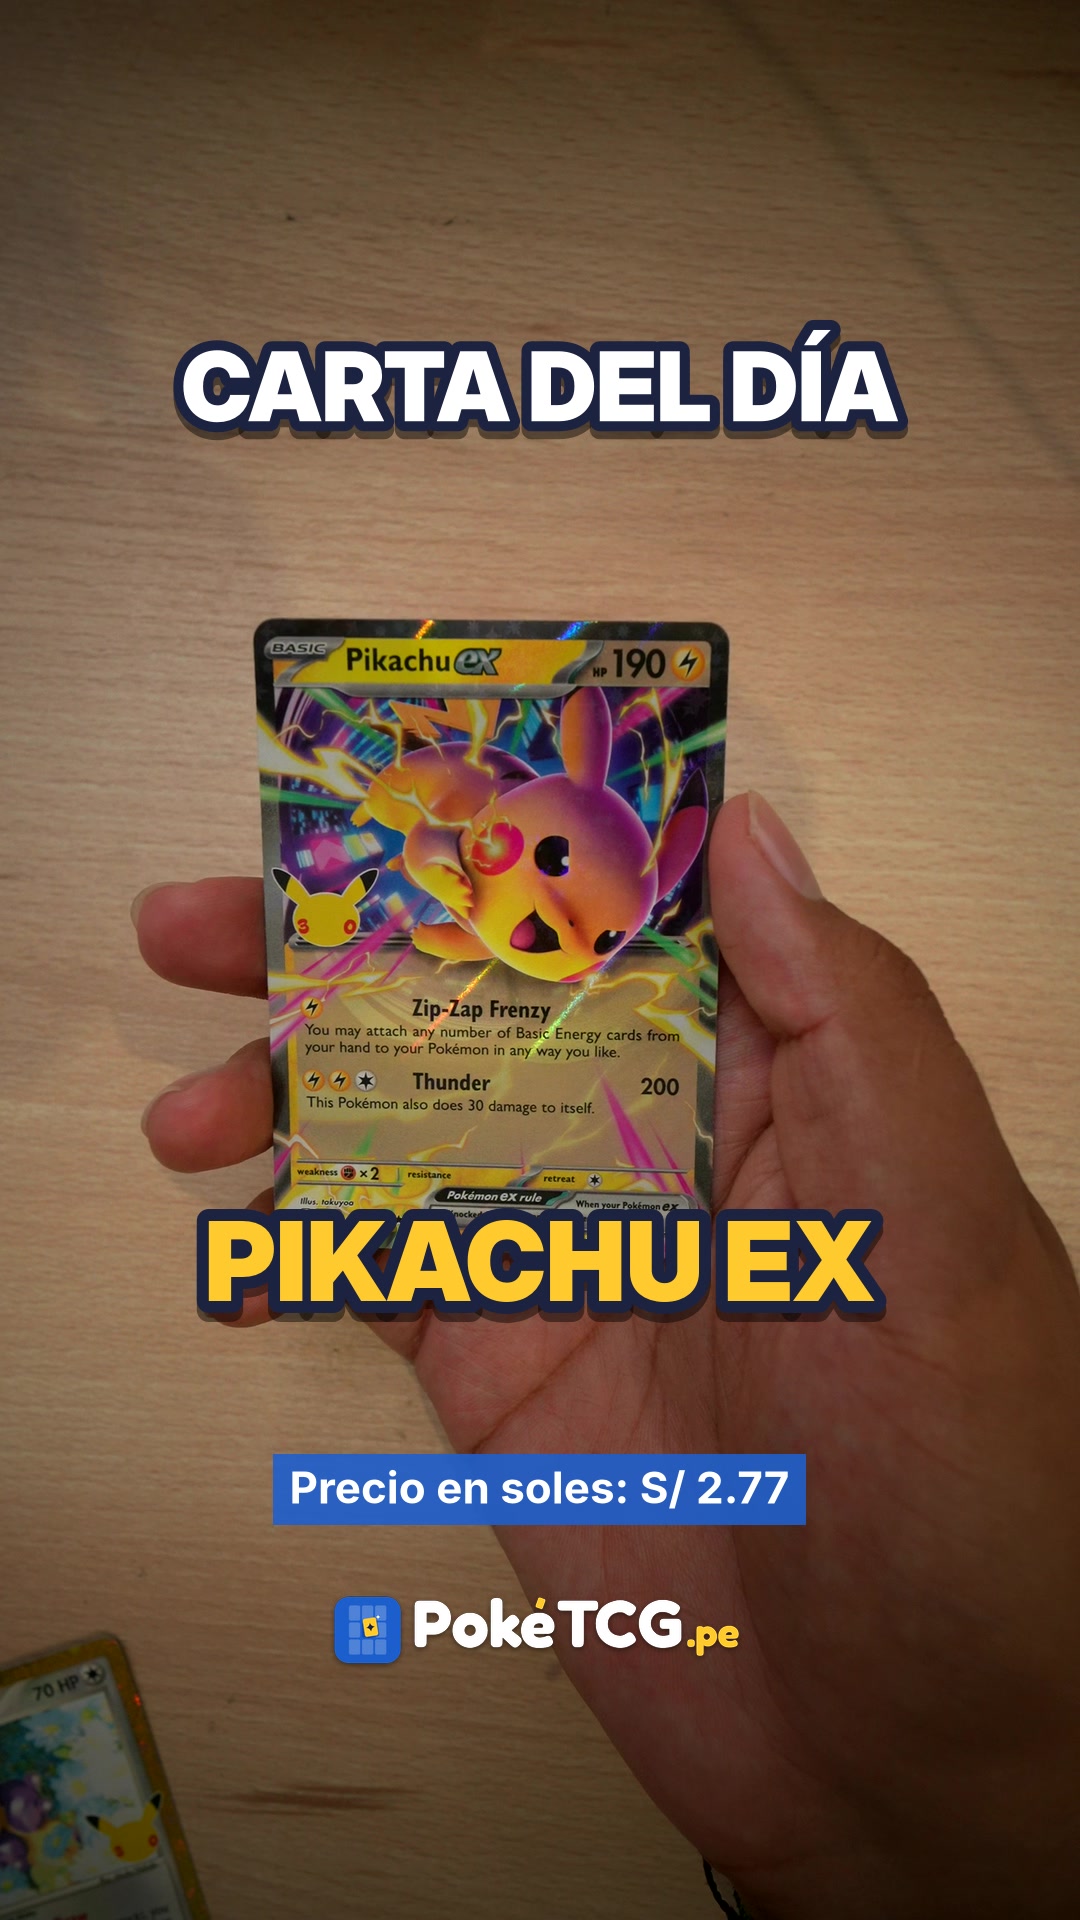 CARTA DEL DÍA
BASIC Pikachu ex HP 190
30
Zip-Zap Frenzy
You may attach any number of Basic Energy cards from
your hand to your Pokémon in any way you like.
Thunder 200
This Pokémon also does 30 damage to itself.
weakness ×2 resistance retreat
Illus. takuyoa
Pokémon ex rule When your Pokémon ex
PIKACHU EX
Precio en soles: S/ 2.77
PokéTCG.pe
70 HP
30